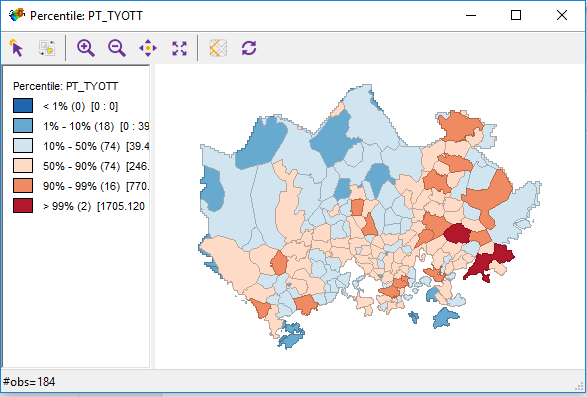 Percentile: PT_TYOTT
Percentile: PT_TYOTT
< 1% (0) [0 : 0]
1% - 10% (18) [0 : 39
10% - 50% (74) [39.4
50% - 90% (74) [246.
90% - 99% (16) [770.
> 99% (2) [1705.120
#obs=184